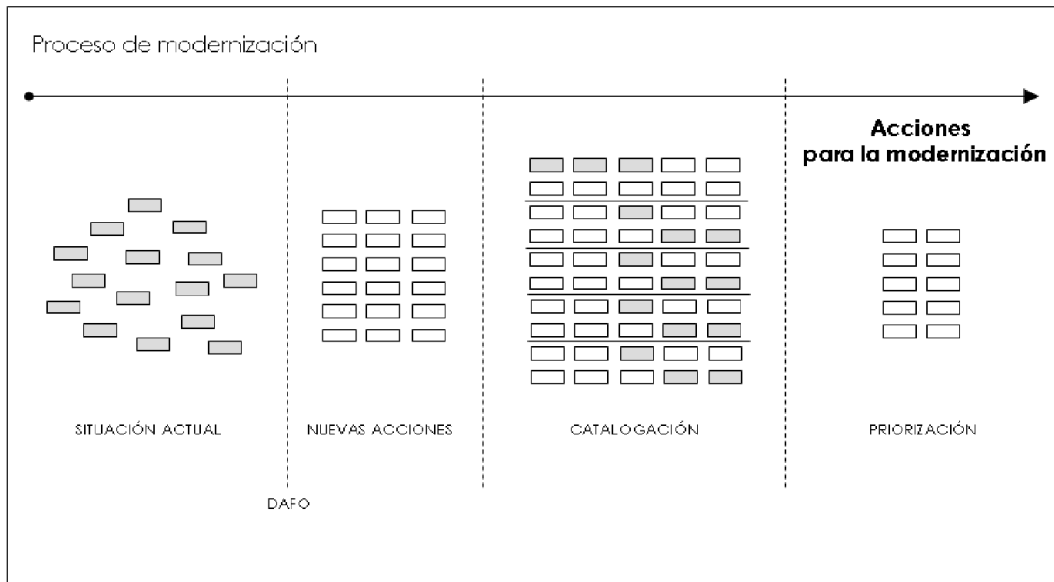 Proceso de modernización
Acciones
para la modernización
SITUACIÓN ACTUAL
NUEVAS ACCIONES
CATALOGACIÓN
PRIORIZACIÓN
DAFO